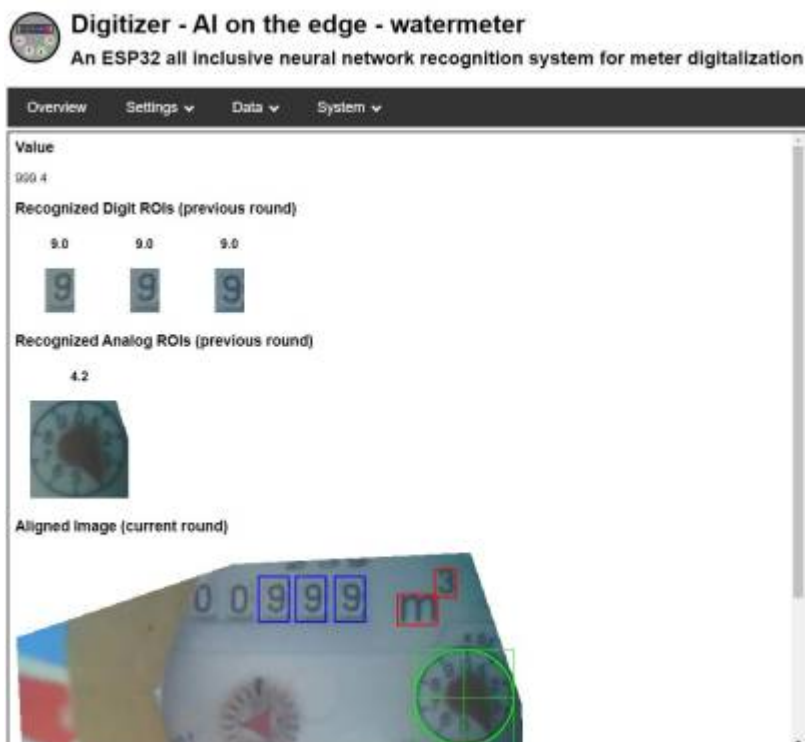 Digitizer - AI on the edge - watermeter
An ESP32 all inclusive neural network recognition system for meter digitalization
Overview Settings Data System
Value
999.4
Recognized Digit ROIs (previous round)
9.0 9.0 9.0
9 9 9
Recognized Analog ROIs (previous round)
4.2
Aligned Image (current round)
0 0 9 9 9 m³